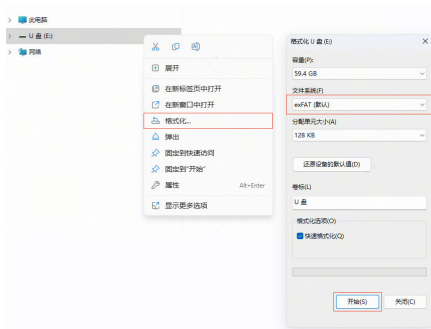 此电脑
U 盘 (E:)
网络
展开
在新标签页中打开
在新窗口中打开
格式化...
弹出
固定到快速访问
固定到"开始"
属性 Alt+Enter
显示更多选项
格式化 U 盘 (E:)
容量(P):
59.4 GB
文件系统(F)
exFAT (默认)
分配单元大小(A)
128 KB
还原设备的默认值(D)
卷标(L)
U 盘
格式化选项(O)
快速格式化(Q)
开始(S) 关闭(C)